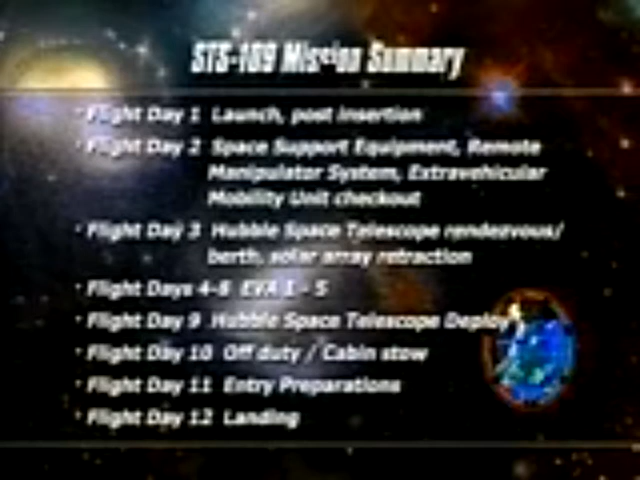 STS-109 Mission Summary
· Flight Day 1 Launch, post insertion
· Flight Day 2 Space Support Equipment, Remote
Manipulator System, Extravehicular
Mobility Unit checkout
· Flight Day 3 Hubble Space Telescope rendezvous/
berth, solar array retraction
· Flight Days 4-8 EVA 1 - 5
· Flight Day 9 Hubble Space Telescope Deploy
· Flight Day 10 Off duty / Cabin stow
· Flight Day 11 Entry Preparations
· Flight Day 12 Landing